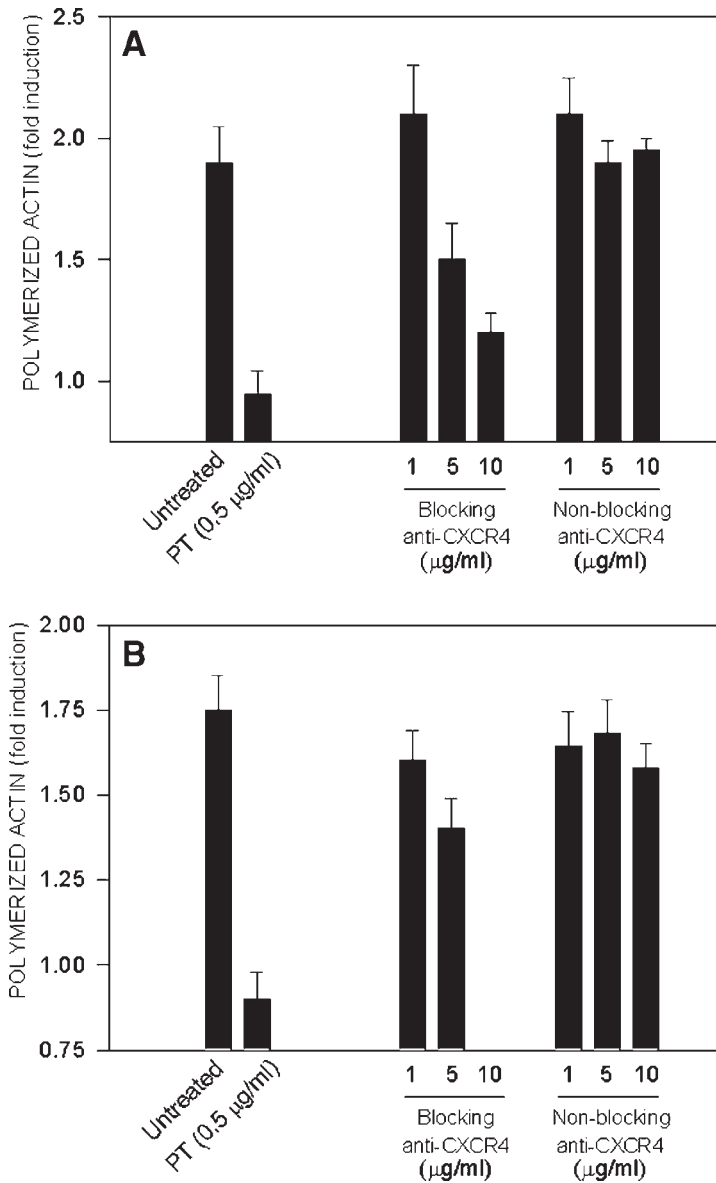 A
POLYMERIZED ACTIN (fold induction)
2.5
2.0
1.5
1.0
Untreated
PT (0,5 µg/ml)
1 5 10
1 5 10
Blocking
anti-CXCR4
(µg/ml)
Non-blocking
anti-CXCR4
(µg/ml)
B
POLYMERIZED ACTIN (fold induction)
2.00
1.75
1.50
1.25
1.00
0.75
Untreated
PT (0,5 µg/ml)
1 5 10
1 5 10
Blocking
anti-CXCR4
(µg/ml)
Non-blocking
anti-CXCR4
(µg/ml)